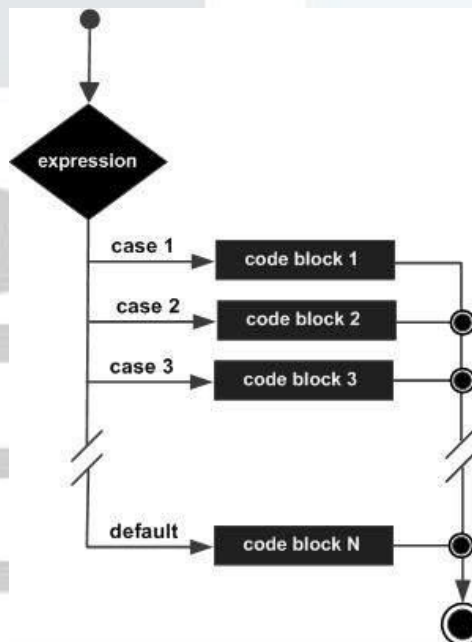 expression
case 1
code block 1
case 2
code block 2
case 3
code block 3
default
code block N